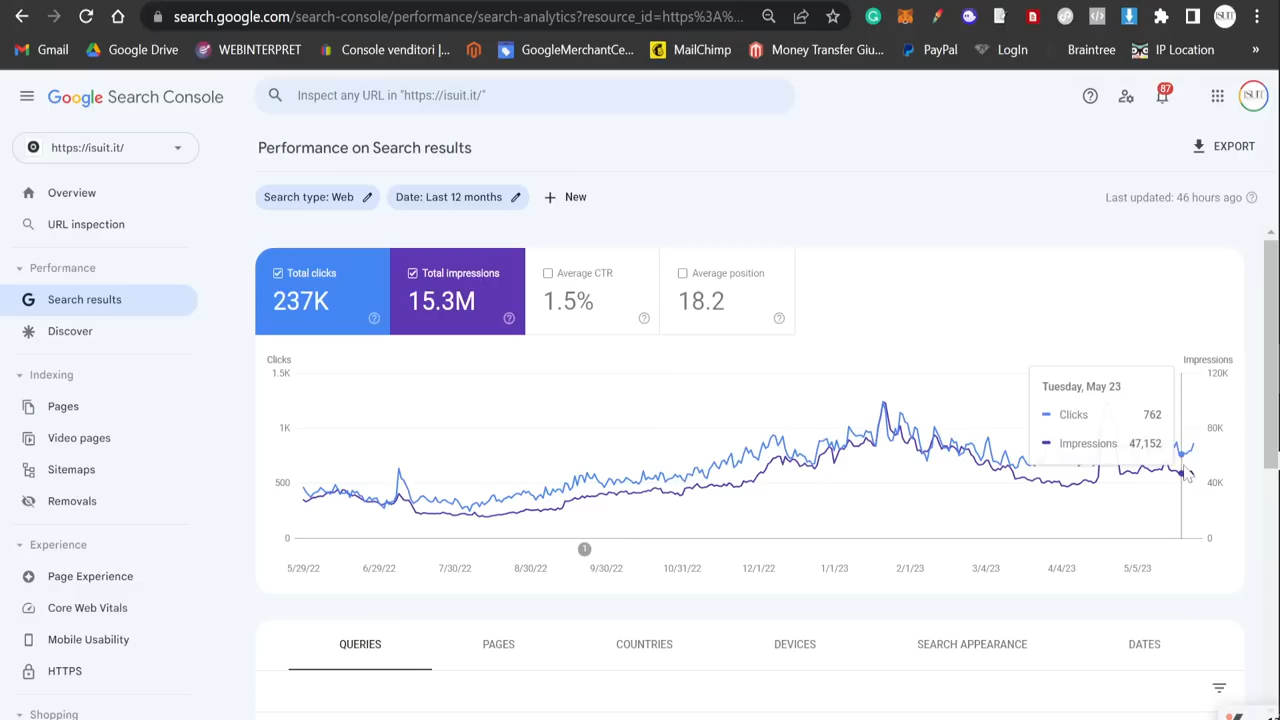 search.google.com/search-console/performance/search-analytics?resource_id=https%3A%...
Gmail Google Drive WEBINTERPRET Console venditori |... GoogleMerchantCe... MailChimp Money Transfer Giu... PayPal LogIn Braintree IP Location »
Google Search Console
Inspect any URL in "https://isuit.it/"
87
ISUIT
https://isuit.it/
Performance on Search results
EXPORT
Overview
URL inspection
Search type: Web
Date: Last 12 months
New
Last updated: 46 hours ago
Performance
Search results
Discover
Total clicks
237K
Total impressions
15.3M
Average CTR
1.5%
Average position
18.2
Indexing
Pages
Video pages
Sitemaps
Removals
Experience
Page Experience
Core Web Vitals
Mobile Usability
HTTPS
Shopping
Clicks
Impressions
1.5K
1K
500
0
120K
80K
40K
0
Tuesday, May 23
Clicks 762
Impressions 47,152
1
5/29/22 6/29/22 7/30/22 8/30/22 9/30/22 10/31/22 12/1/22 1/1/23 2/1/23 3/4/23 4/4/23 5/5/23
QUERIES PAGES COUNTRIES DEVICES SEARCH APPEARANCE DATES